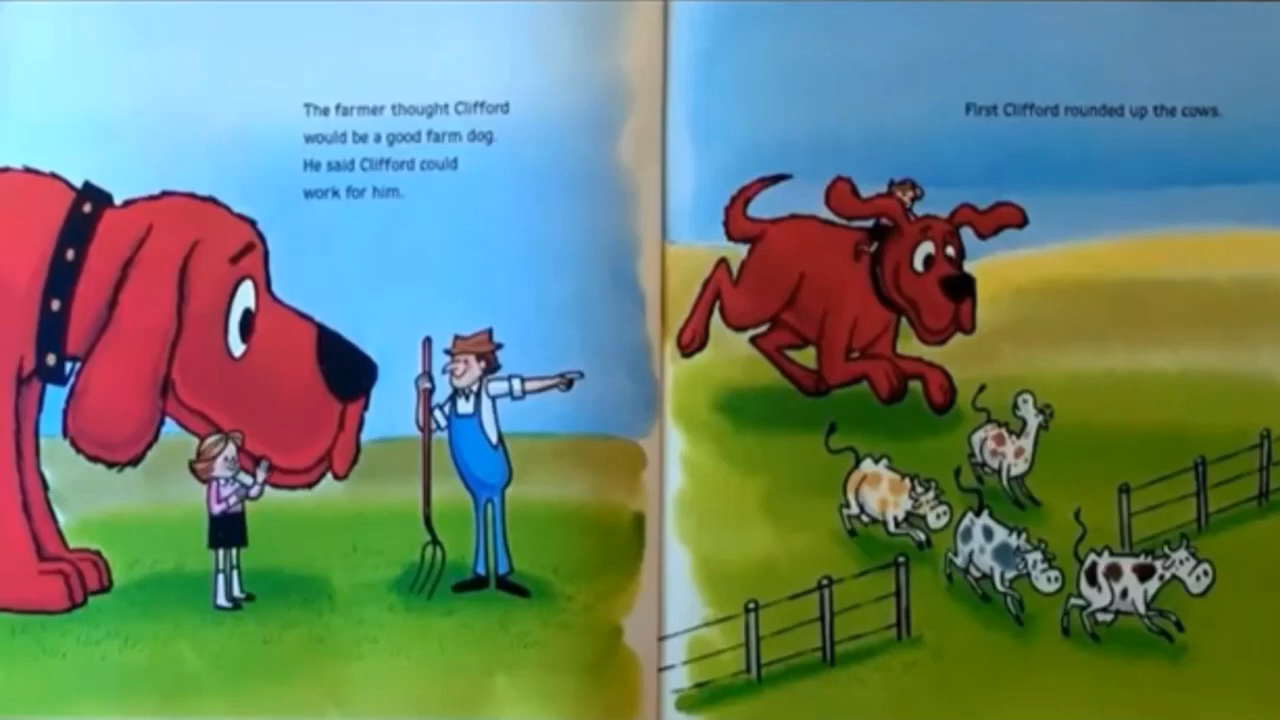 The farmer thought Clifford
would be a good farm dog.
He said Clifford could
work for him.
First Clifford rounded up the cows.